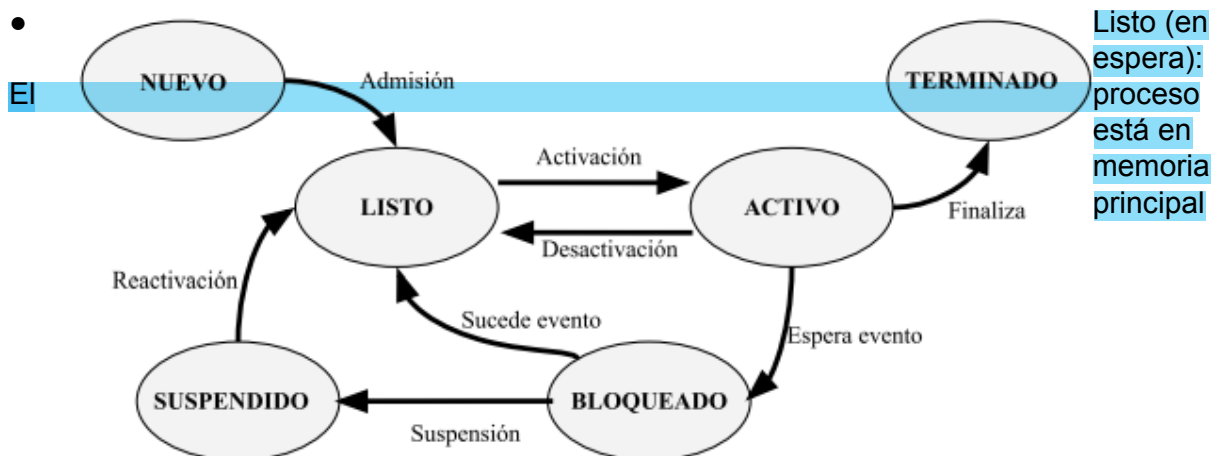 ●
Listo (en
espera):
El
proceso
está en
memoria
principal
NUEVO
Admisión
TERMINADO
Activación
LISTO
ACTIVO
Finaliza
Desactivación
Reactivación
Sucede evento
Espera evento
SUSPENDIDO
BLOQUEADO
Suspensión